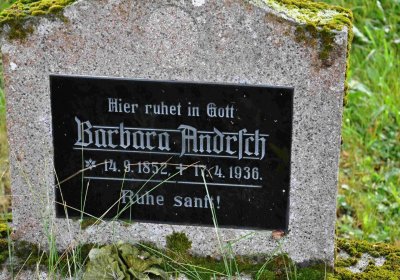 Hier ruhet in Gott
Barbara Andrſch
* 14.9.1852. + 17.4.1936.
Ruhe sanft!